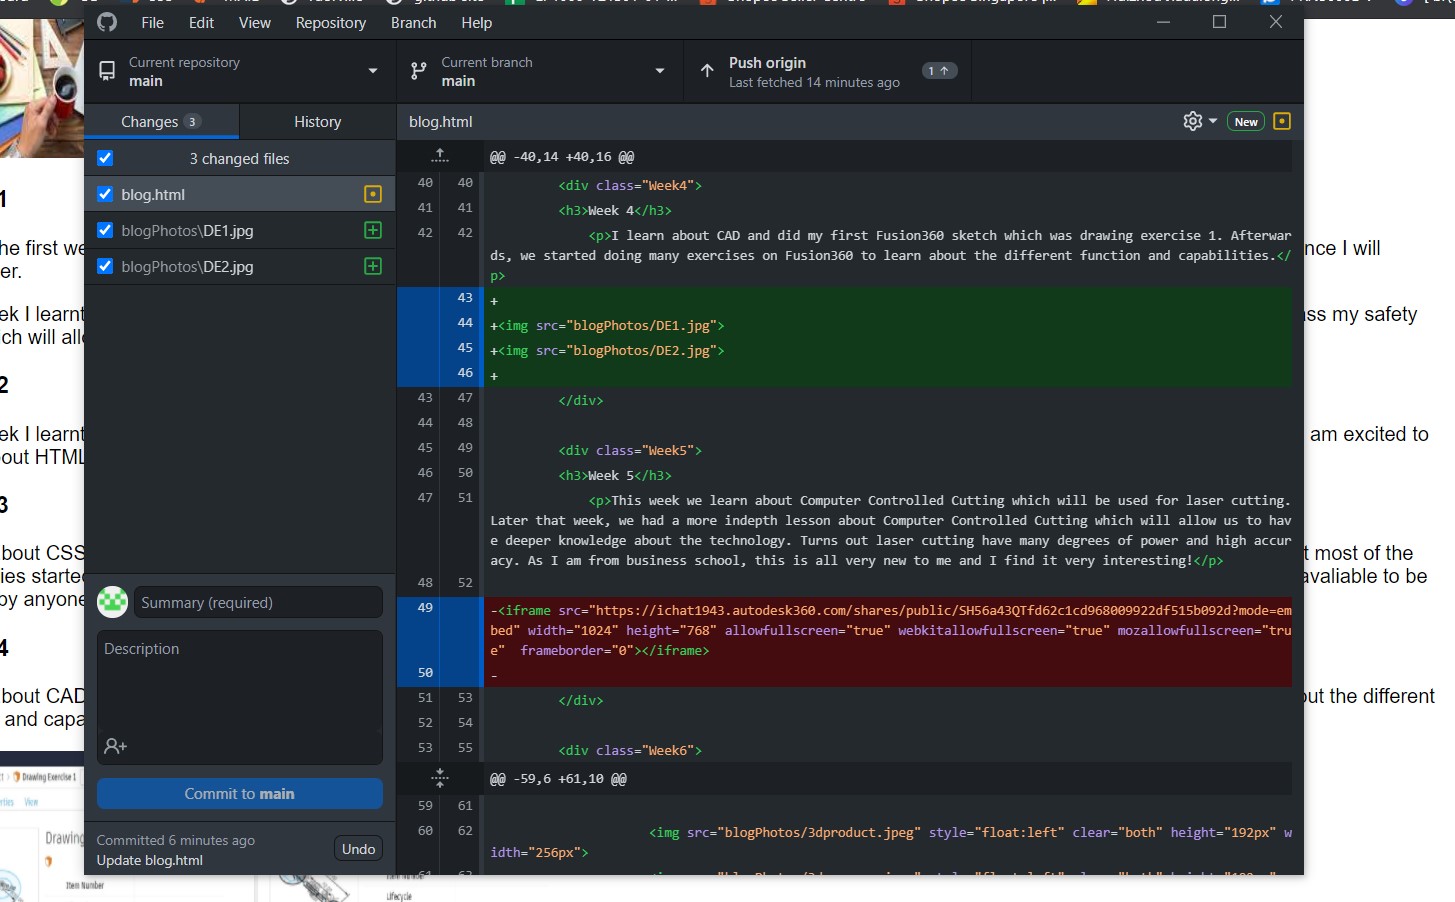 File Edit View Repository Branch Help
Current repository
main
Current branch
main
Push origin
Last fetched 14 minutes ago
1
Changes 3
History
blog.html
New
3 changed files
blog.html
blogPhotos\DE1.jpg
blogPhotos\DE2.jpg
@@ -40,14 +40,16 @@
40 40 <div class="Week4">
41 41 <h3>Week 4</h3>
42 42 <p>I learn about CAD and did my first Fusion360 sketch which was drawing exercise 1. Afterwar
ds, we started doing many exercises on Fusion360 to learn about the different function and capabilities.</
p>
43 +
44 +<img src="blogPhotos/DE1.jpg">
45 +<img src="blogPhotos/DE2.jpg">
46 +
43 47 </div>
44 48
45 49 <div class="Week5">
46 50 <h3>Week 5</h3>
47 51 <p>This week we learn about Computer Controlled Cutting which will be used for laser cutting.
Later that week, we had a more indepth lesson about Computer Controlled Cutting which will allow us to hav
e deeper knowledge about the technology. Turns out laser cutting have many degrees of power and high accur
acy. As I am from business school, this is all very new to me and I find it very interesting!</p>
48 52
49 -<iframe src="https://ichat1943.autodesk360.com/shares/public/SH56a43QTfd62c1cd968009922df515b092d?mode=em
bed" width="1024" height="768" allowfullscreen="true" webkitallowfullscreen="true" mozallowfullscreen="tru
e"  frameborder="0"></iframe>
50 -
51 53 </div>
52 54
53 55 <div class="Week6">
@@ -59,6 +61,10 @@
59 61
60 62 <img src="blogPhotos/3dproduct.jpeg" style="float:left" clear="both" height="192px" w
idth="256px">
Summary (required)
Description
Commit to main
Committed 6 minutes ago
Update blog.html
Undo
1
he first we
er.
ek I learnt
ch will all
2
ek I learnt
out HTML
3
bout CSS
ies starte
by anyone
4
bout CAD
and capa
Drawing Exercise 1
View
Drawing
Item Number
Lifecycle
nce I will
ss my safety
am excited to
t most of the
avaliable to be
out the different